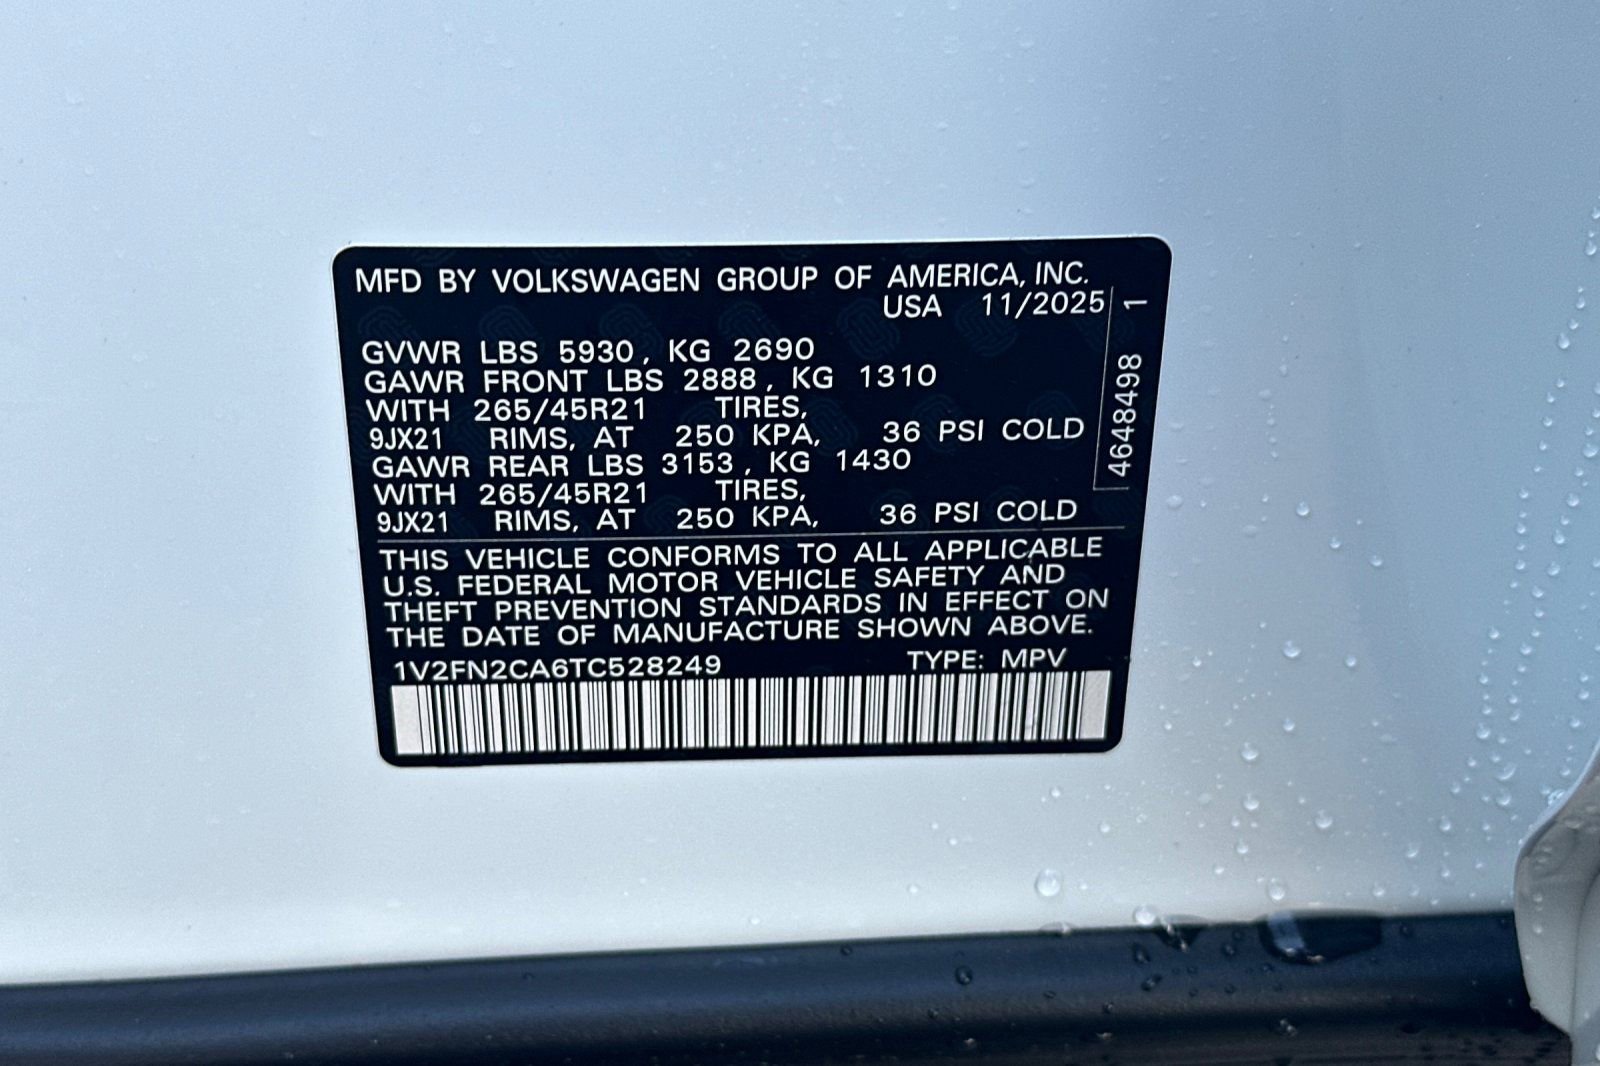 MFD BY VOLKSWAGEN GROUP OF AMERICA, INC.
USA 11/2025
GVWR LBS 5930, KG 2690
GAWR FRONT LBS 2888, KG 1310
WITH 265/45R21 TIRES,
9JX21 RIMS, AT 250 KPA, 36 PSI COLD
GAWR REAR LBS 3153, KG 1430
WITH 265/45R21 TIRES,
9JX21 RIMS, AT 250 KPA, 36 PSI COLD
THIS VEHICLE CONFORMS TO ALL APPLICABLE
U.S. FEDERAL MOTOR VEHICLE SAFETY AND
THEFT PREVENTION STANDARDS IN EFFECT ON
THE DATE OF MANUFACTURE SHOWN ABOVE.
1V2FN2CA6TC528249 TYPE: MPV
4648498 1